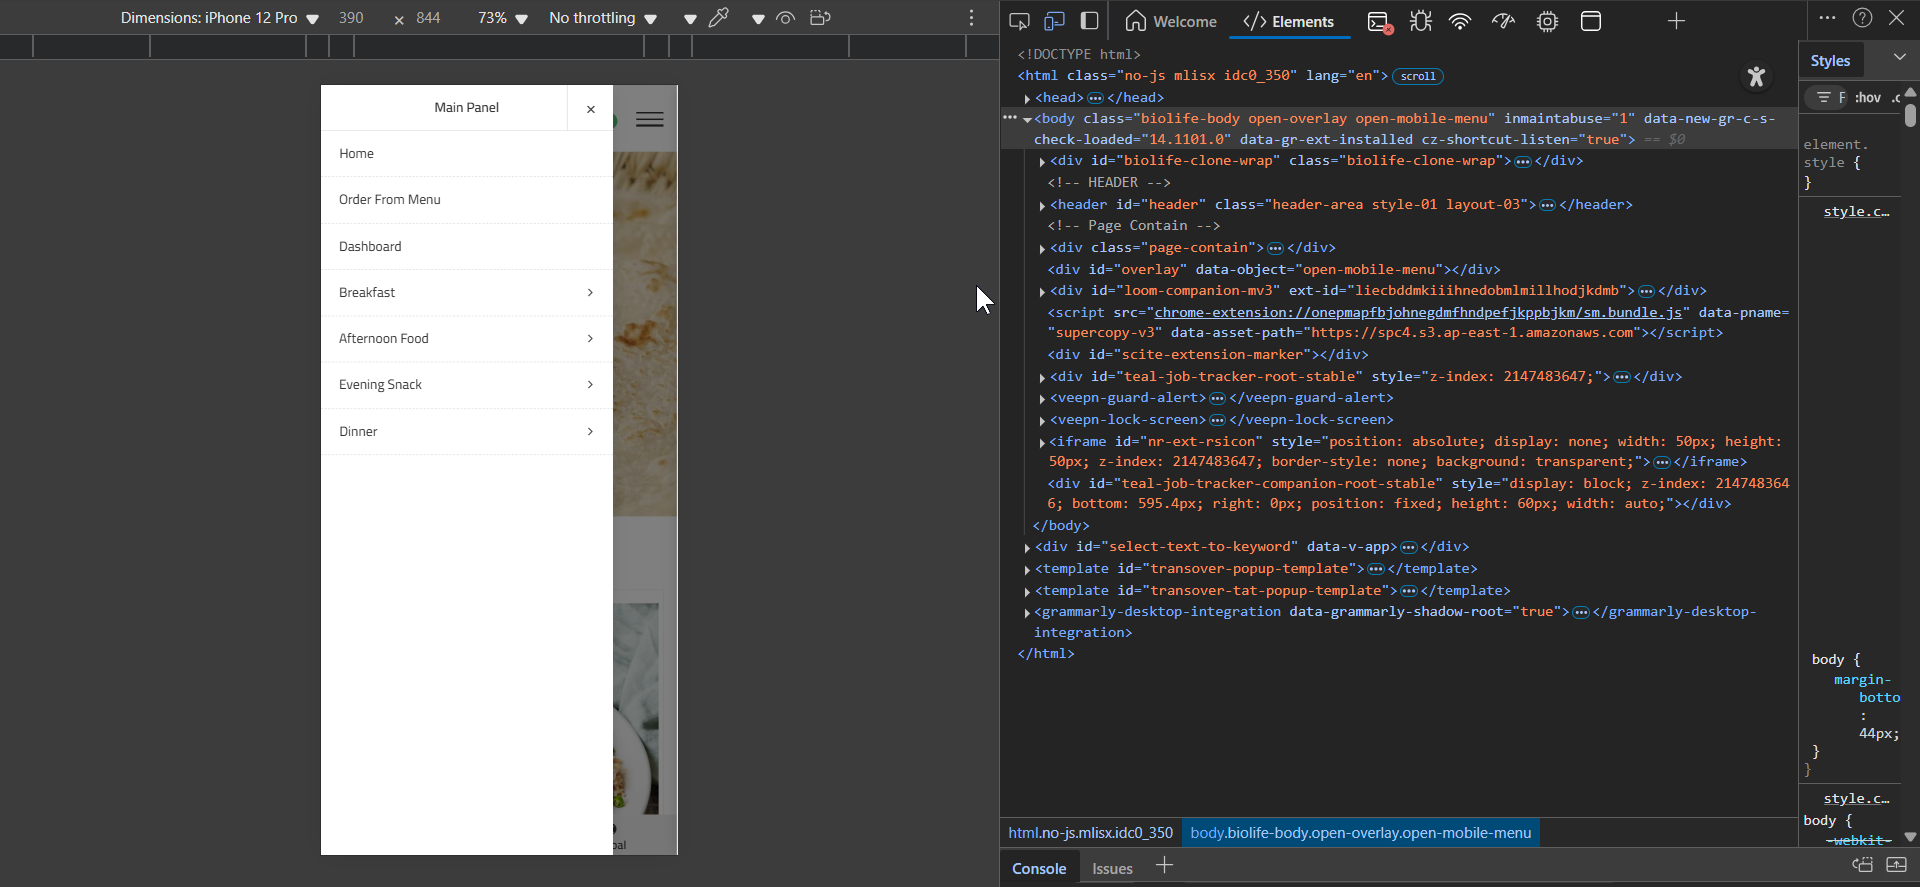 Dimensions: iPhone 12 Pro ▼ 390 × 844 73% ▼ No throttling ▼
Main Panel ×
Home
Order From Menu
Dashboard
Breakfast
Afternoon Food
Evening Snack
Dinner
Welcome </> Elements
<!DOCTYPE html>
<html class="no-js mlisx idc0_350" lang="en"> scroll
<head> ••• </head>
••• <body class="biolife-body open-overlay open-mobile-menu" inmaintabuse="1" data-new-gr-c-s-
check-loaded="14.1101.0" data-gr-ext-installed cz-shortcut-listen="true"> == $0
<div id="biolife-clone-wrap" class="biolife-clone-wrap"> ••• </div>
<!-- HEADER -->
<header id="header" class="header-area style-01 layout-03"> ••• </header>
<!-- Page Contain -->
<div class="page-contain"> ••• </div>
<div id="overlay" data-object="open-mobile-menu"></div>
<div id="loom-companion-mv3" ext-id="liecbddmkiiihnedobmlmillhodjkdmb"> ••• </div>
<script src="chrome-extension://onepmapfbjohnegdmfhndpefjkppbjkm/sm.bundle.js" data-pname=
"supercopy-v3" data-asset-path="https://spc4.s3.ap-east-1.amazonaws.com"></script>
<div id="scite-extension-marker"></div>
<div id="teal-job-tracker-root-stable" style="z-index: 2147483647;"> ••• </div>
<veepn-guard-alert> ••• </veepn-guard-alert>
<veepn-lock-screen> ••• </veepn-lock-screen>
<iframe id="nr-ext-rsicon" style="position: absolute; display: none; width: 50px; height:
50px; z-index: 2147483647; border-style: none; background: transparent;"> ••• </iframe>
<div id="teal-job-tracker-companion-root-stable" style="display: block; z-index: 214748364
6; bottom: 595.4px; right: 0px; position: fixed; height: 60px; width: auto;"></div>
</body>
<div id="select-text-to-keyword" data-v-app> ••• </div>
<template id="transover-popup-template"> ••• </template>
<template id="transover-tat-popup-template"> ••• </template>
<grammarly-desktop-integration data-grammarly-shadow-root="true"> ••• </grammarly-desktop-
integration>
</html>
html.no-js.mlisx.idc0_350 body.biolife-body.open-overlay.open-mobile-menu
Console Issues
Styles
F :hov .c
element.
style {
}
style.c…
body {
margin-
botto
:
44px;
}
}
style.c…
body {
-webkit-